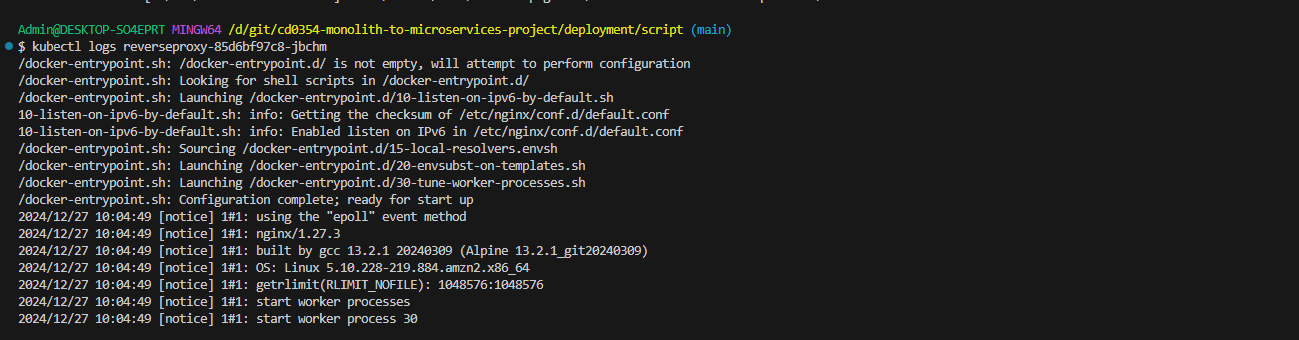 Admin@DESKTOP-SO4EPRT MINGW64 /d/git/cd0354-monolith-to-microservices-project/deployment/script (main)
$ kubectl logs reverseproxy-85d6bf97c8-jbchm
/docker-entrypoint.sh: /docker-entrypoint.d/ is not empty, will attempt to perform configuration
/docker-entrypoint.sh: Looking for shell scripts in /docker-entrypoint.d/
/docker-entrypoint.sh: Launching /docker-entrypoint.d/10-listen-on-ipv6-by-default.sh
10-listen-on-ipv6-by-default.sh: info: Getting the checksum of /etc/nginx/conf.d/default.conf
10-listen-on-ipv6-by-default.sh: info: Enabled listen on IPv6 in /etc/nginx/conf.d/default.conf
/docker-entrypoint.sh: Sourcing /docker-entrypoint.d/15-local-resolvers.envsh
/docker-entrypoint.sh: Launching /docker-entrypoint.d/20-envsubst-on-templates.sh
/docker-entrypoint.sh: Launching /docker-entrypoint.d/30-tune-worker-processes.sh
/docker-entrypoint.sh: Configuration complete; ready for start up
2024/12/27 10:04:49 [notice] 1#1: using the "epoll" event method
2024/12/27 10:04:49 [notice] 1#1: nginx/1.27.3
2024/12/27 10:04:49 [notice] 1#1: built by gcc 13.2.1 20240309 (Alpine 13.2.1_git20240309)
2024/12/27 10:04:49 [notice] 1#1: OS: Linux 5.10.228-219.884.amzn2.x86_64
2024/12/27 10:04:49 [notice] 1#1: getrlimit(RLIMIT_NOFILE): 1048576:1048576
2024/12/27 10:04:49 [notice] 1#1: start worker processes
2024/12/27 10:04:49 [notice] 1#1: start worker process 30